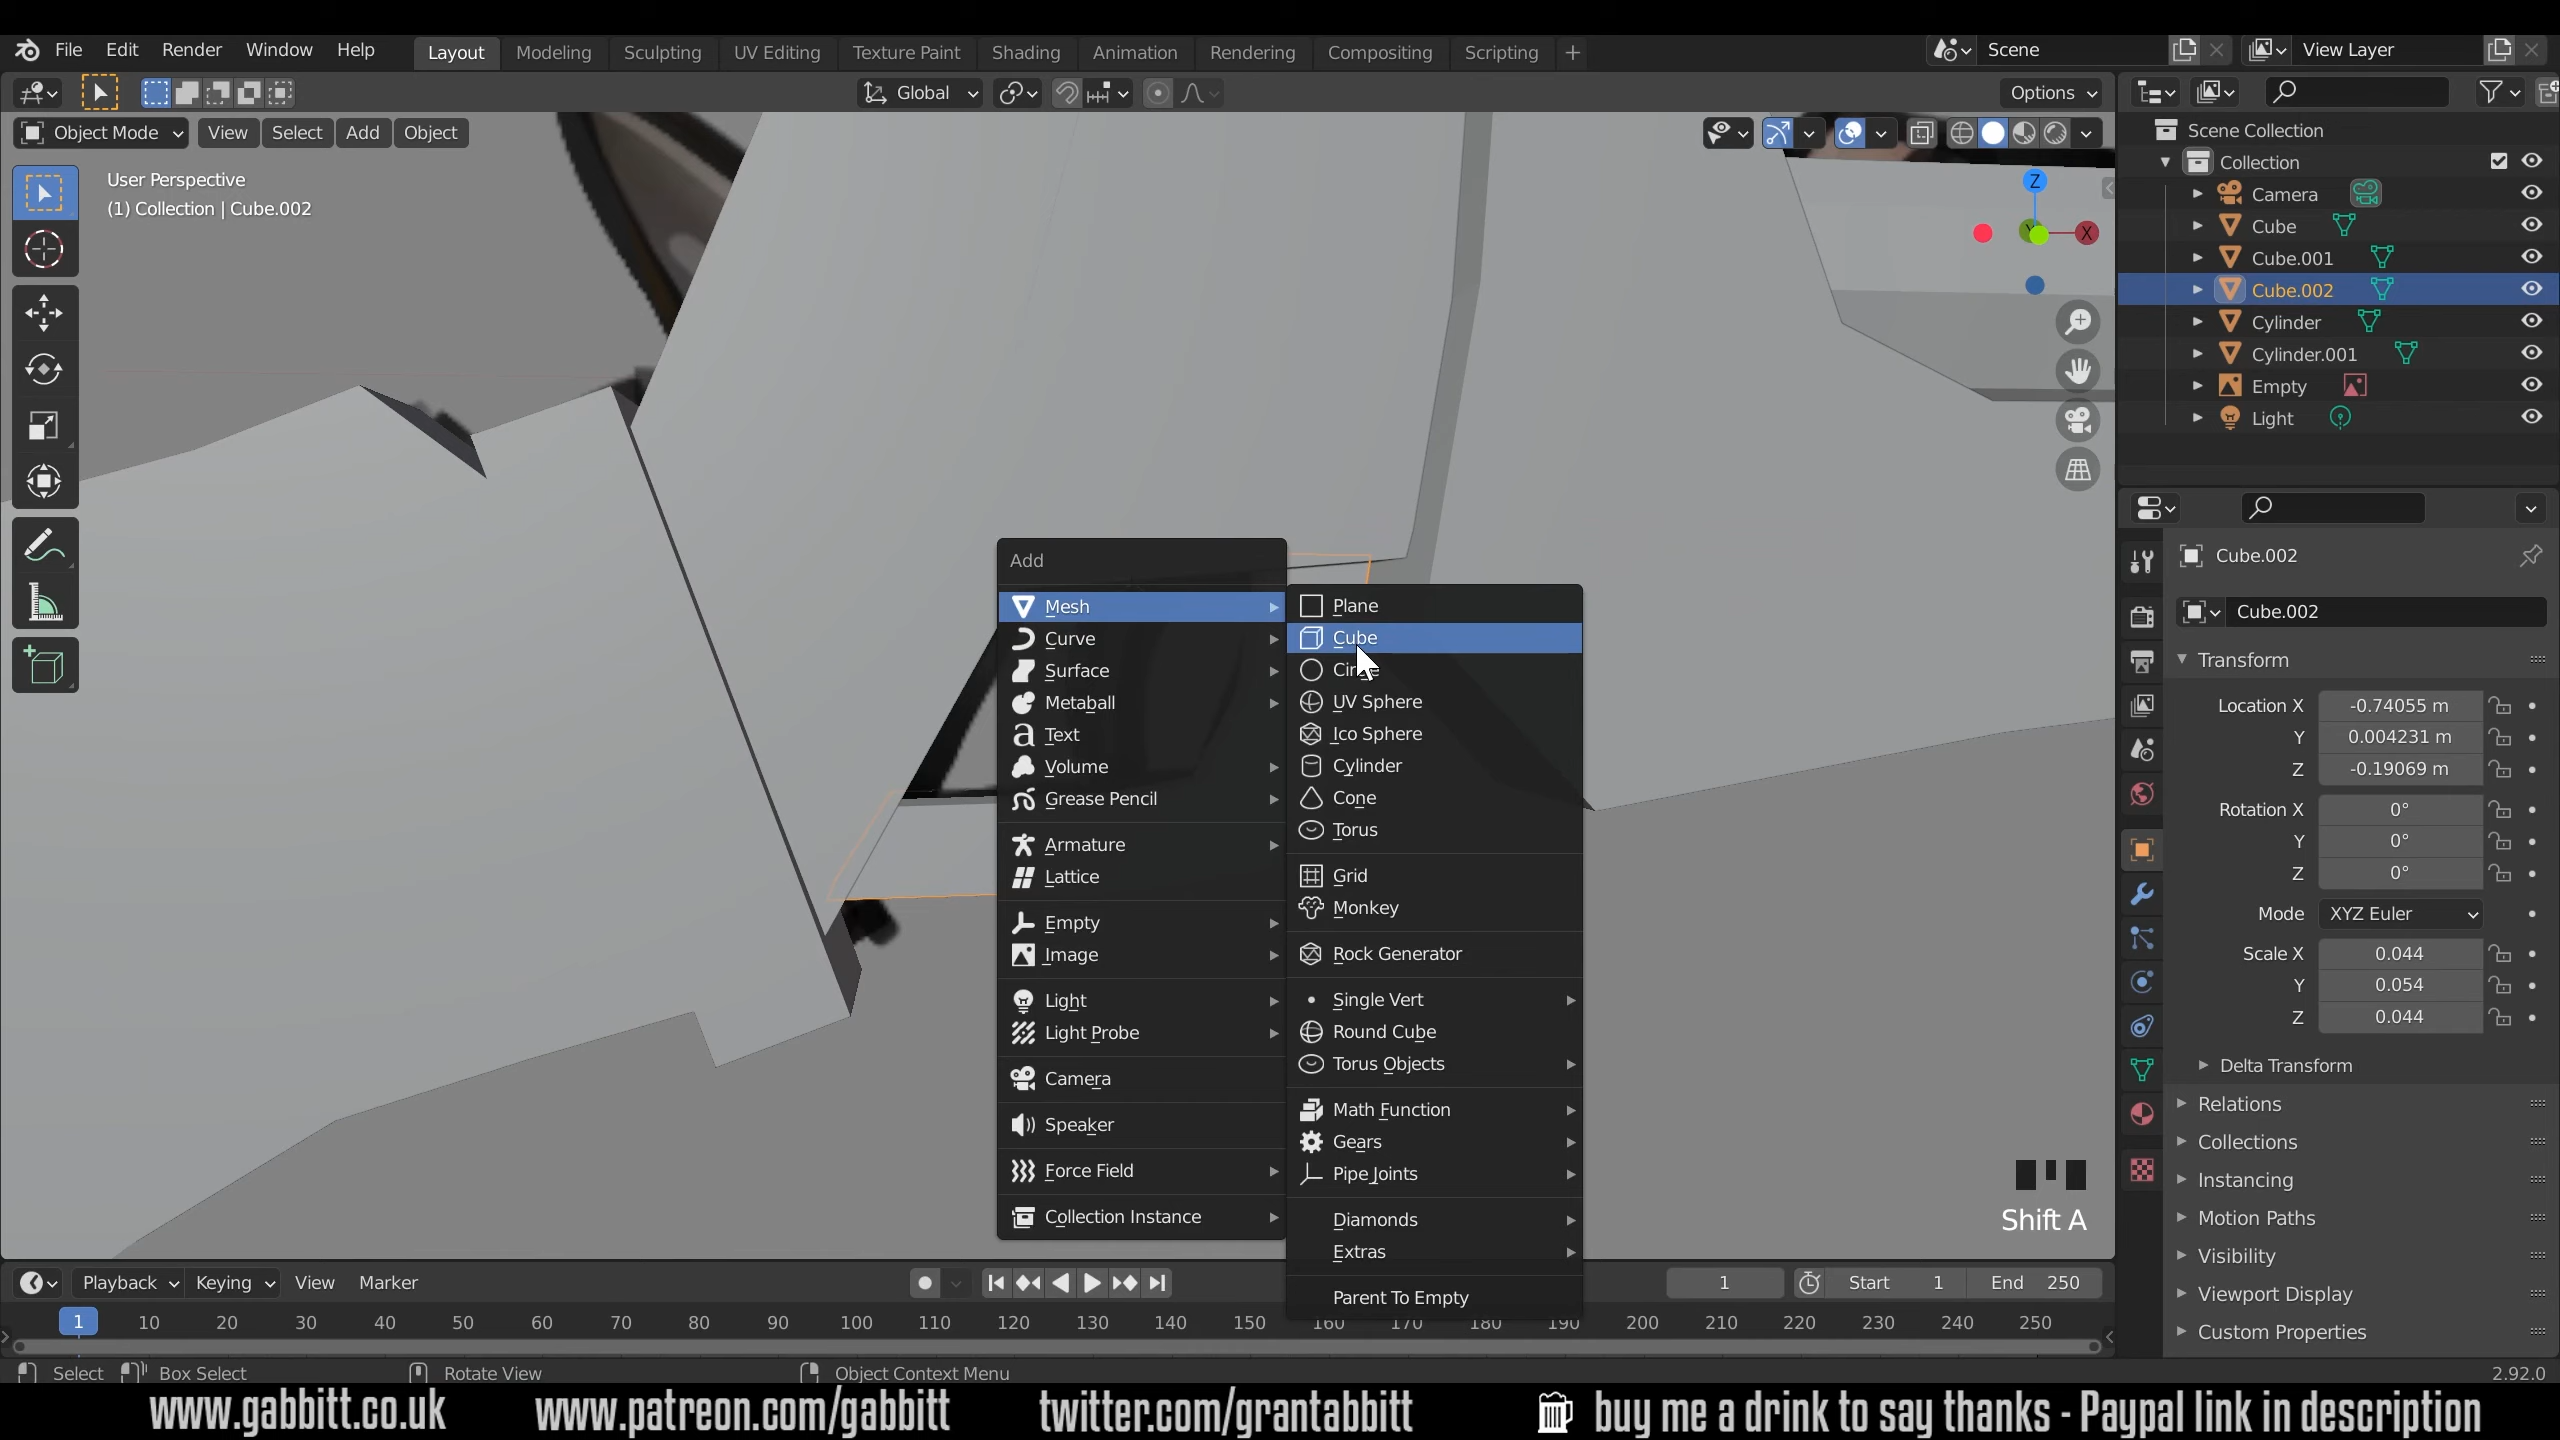 File Edit Render Window Help Layout Modeling Sculpting UV Editing Texture Paint Shading Animation Rendering Compositing Scripting Scene View Layer
Global Options
Object Mode View Select Add Object
User Perspective
(1) Collection | Cube.002
Z
Y
X
Scene Collection
Collection
Camera
Cube
Cube.001
Cube.002
Cylinder
Cylinder.001
Empty
Light
Add
Mesh
Curve
Surface
Metaball
Text
Volume
Grease Pencil
Armature
Lattice
Empty
Image
Light
Light Probe
Camera
Speaker
Force Field
Collection Instance
Plane
Cube
UV Sphere
Ico Sphere
Cylinder
Cone
Torus
Grid
Monkey
Rock Generator
Single Vert
Round Cube
Torus Objects
Math Function
Gears
Pipe Joints
Diamonds
Extras
Parent To Empty
Shift A
Cube.002
Cube.002
Transform
Location X -0.74055 m
Y 0.004231 m
Z -0.19069 m
Rotation X 0°
Y 0°
Z 0°
Mode XYZ Euler
Scale X 0.044
Y 0.054
Z 0.044
Delta Transform
Relations
Collections
Instancing
Motion Paths
Visibility
Viewport Display
Custom Properties
Playback Keying View Marker 1 Start 1 End 250
1 10 20 30 40 50 60 70 80 90 100 110 120 130 140 150 160 170 180 190 200 210 220 230 240 250
Select Box Select Rotate View Object Context Menu 2.92.0
www.gabbitt.co.uk www.patreon.com/gabbitt twitter.com/grantabbitt buy me a drink to say thanks - Paypal link in description